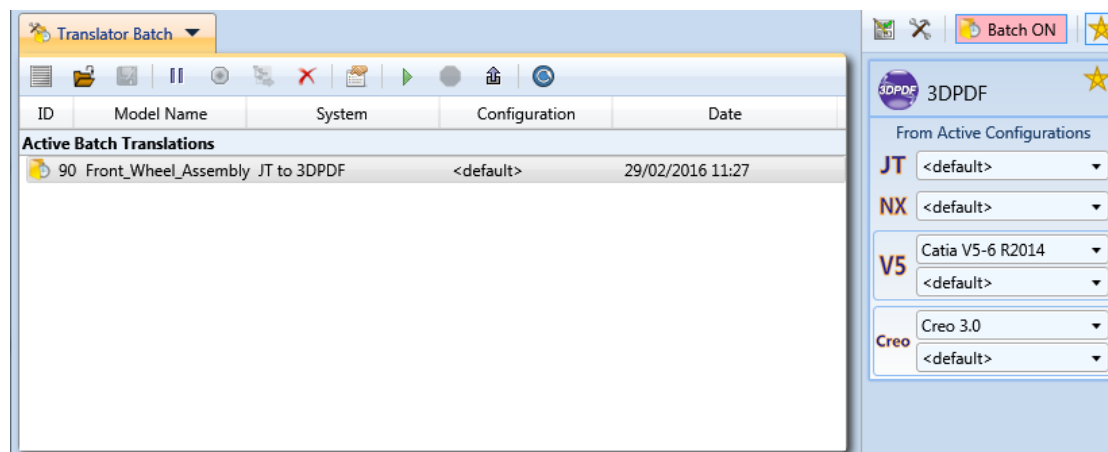 Translator Batch
Batch ON
ID Model Name System Configuration Date
Active Batch Translations
90 Front_Wheel_Assembly JT to 3DPDF <default> 29/02/2016 11:27
3DPDF 3DPDF
From Active Configurations
JT <default>
NX <default>
V5 Catia V5-6 R2014
<default>
Creo Creo 3.0
<default>